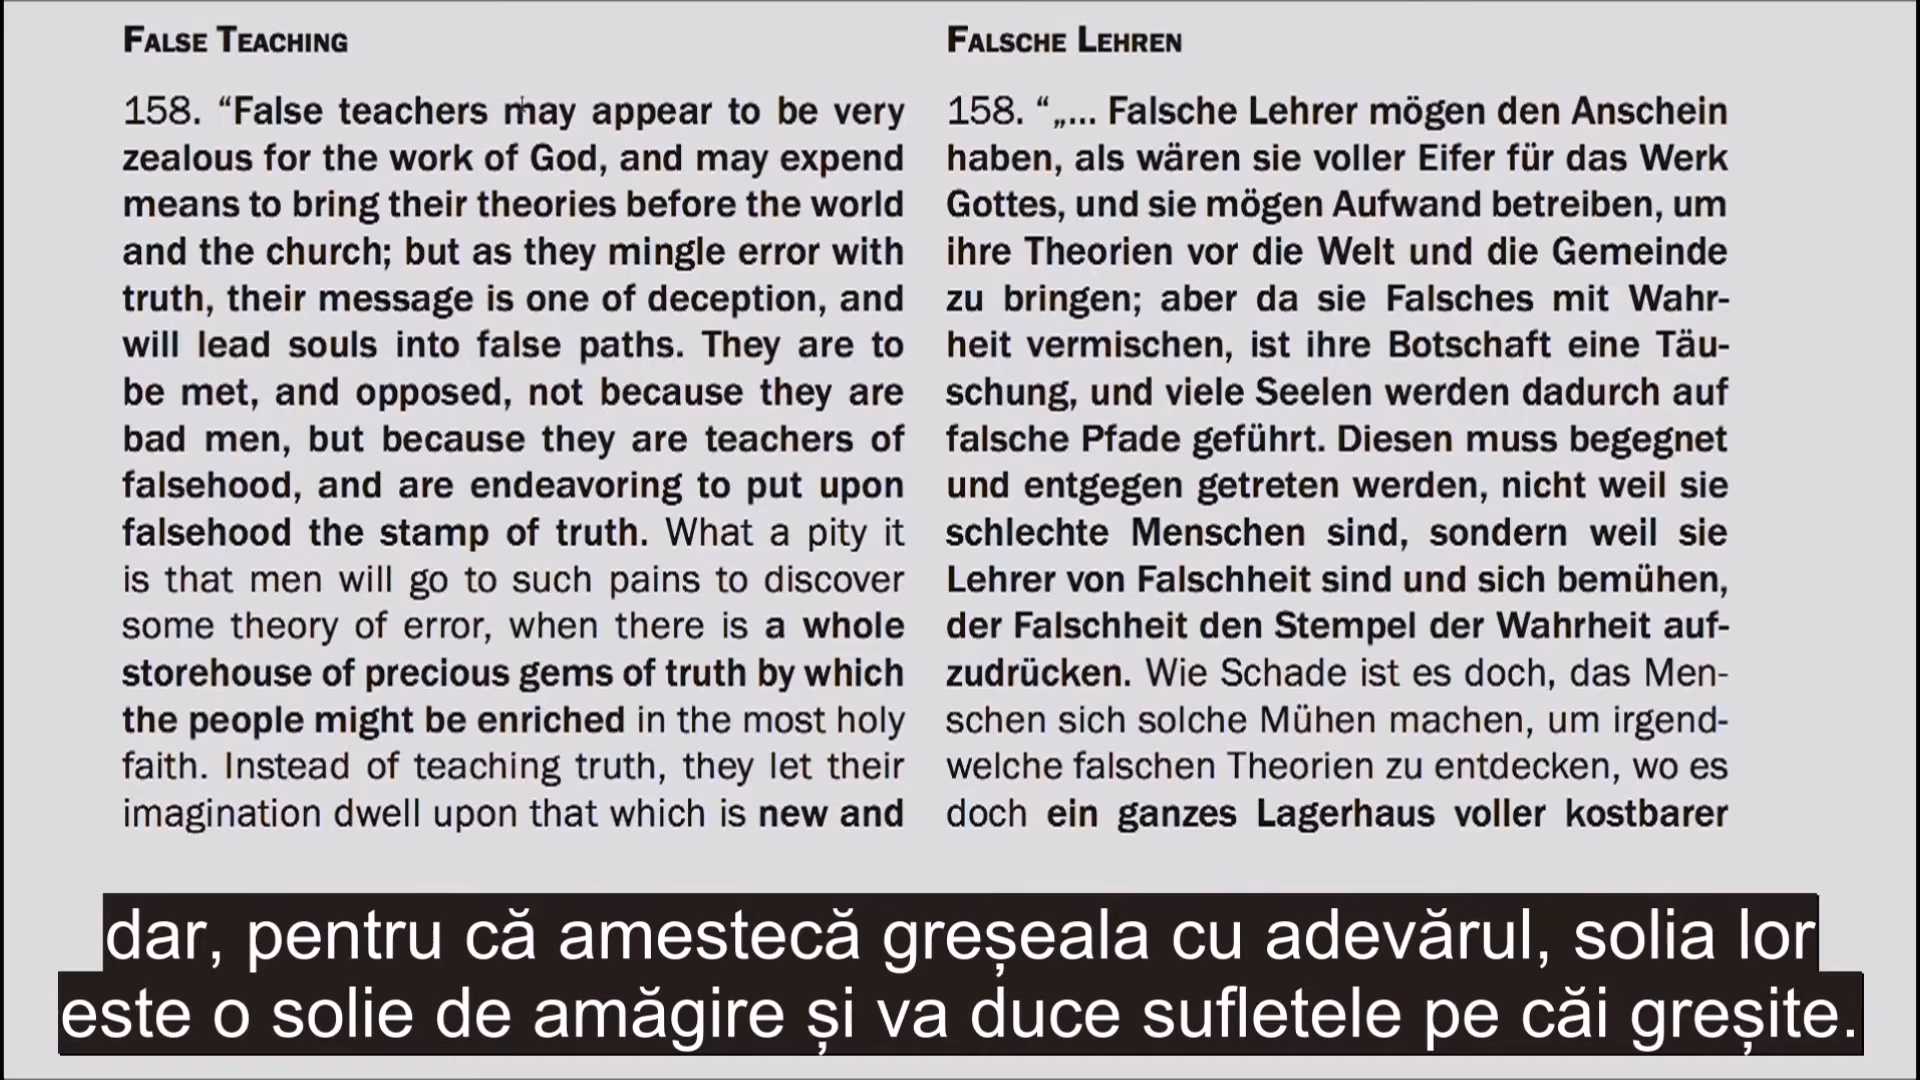 FALSE TEACHING
158. “False teachers may appear to be very
zealous for the work of God, and may expend
means to bring their theories before the world
and the church; but as they mingle error with
truth, their message is one of deception, and
will lead souls into false paths. They are to
be met, and opposed, not because they are
bad men, but because they are teachers of
falsehood, and are endeavoring to put upon
falsehood the stamp of truth. What a pity it
is that men will go to such pains to discover
some theory of error, when there is a whole
storehouse of precious gems of truth by which
the people might be enriched in the most holy
faith. Instead of teaching truth, they let their
imagination dwell upon that which is new and
FALSCHE LEHREN
158. “„... Falsche Lehrer mögen den Anschein
haben, als wären sie voller Eifer für das Werk
Gottes, und sie mögen Aufwand betreiben, um
ihre Theorien vor die Welt und die Gemeinde
zu bringen; aber da sie Falsches mit Wahr-
heit vermischen, ist ihre Botschaft eine Täu-
schung, und viele Seelen werden dadurch auf
falsche Pfade geführt. Diesen muss begegnet
und entgegen getreten werden, nicht weil sie
schlechte Menschen sind, sondern weil sie
Lehrer von Falschheit sind und sich bemühen,
der Falschheit den Stempel der Wahrheit auf-
zudrücken. Wie Schade ist es doch, das Men-
schen sich solche Mühen machen, um irgend-
welche falschen Theorien zu entdecken, wo es
doch ein ganzes Lagerhaus voller kostbarer
dar, pentru că amestecă greșeala cu adevărul, solia lor
este o solie de amăgire și va duce sufletele pe căi greșite.